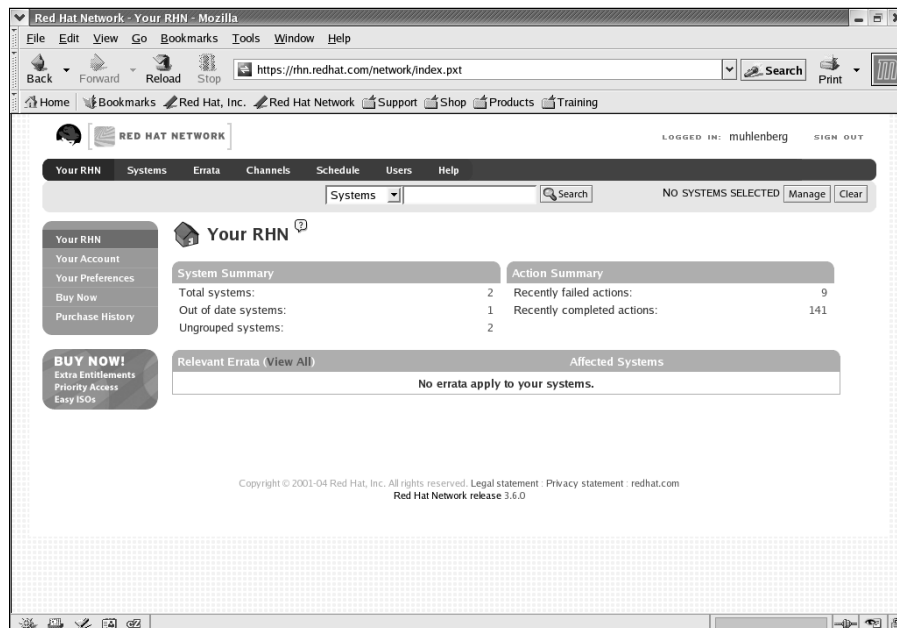 Red Hat Network - Your RHN - Mozilla
File Edit View Go Bookmarks Tools Window Help
Back Forward Reload Stop https://rhn.redhat.com/network/index.pxt Search Print
Home Bookmarks Red Hat, Inc. Red Hat Network Support Shop Products Training
RED HAT NETWORK LOGGED IN: muhlenberg SIGN OUT
Your RHN Systems Errata Channels Schedule Users Help
Systems Search NO SYSTEMS SELECTED Manage Clear
Your RHN
Your Account
Your Preferences
Buy Now
Purchase History
BUY NOW!
Extra Entitlements
Priority Access
Easy ISOs
Your RHN ?
System Summary
Total systems: 2
Out of date systems: 1
Ungrouped systems: 2
Action Summary
Recently failed actions: 9
Recently completed actions: 141
Relevant Errata (View All) Affected Systems
No errata apply to your systems.
Copyright © 2001-04 Red Hat, Inc. All rights reserved. Legal statement : Privacy statement : redhat.com
Red Hat Network release 3.6.0